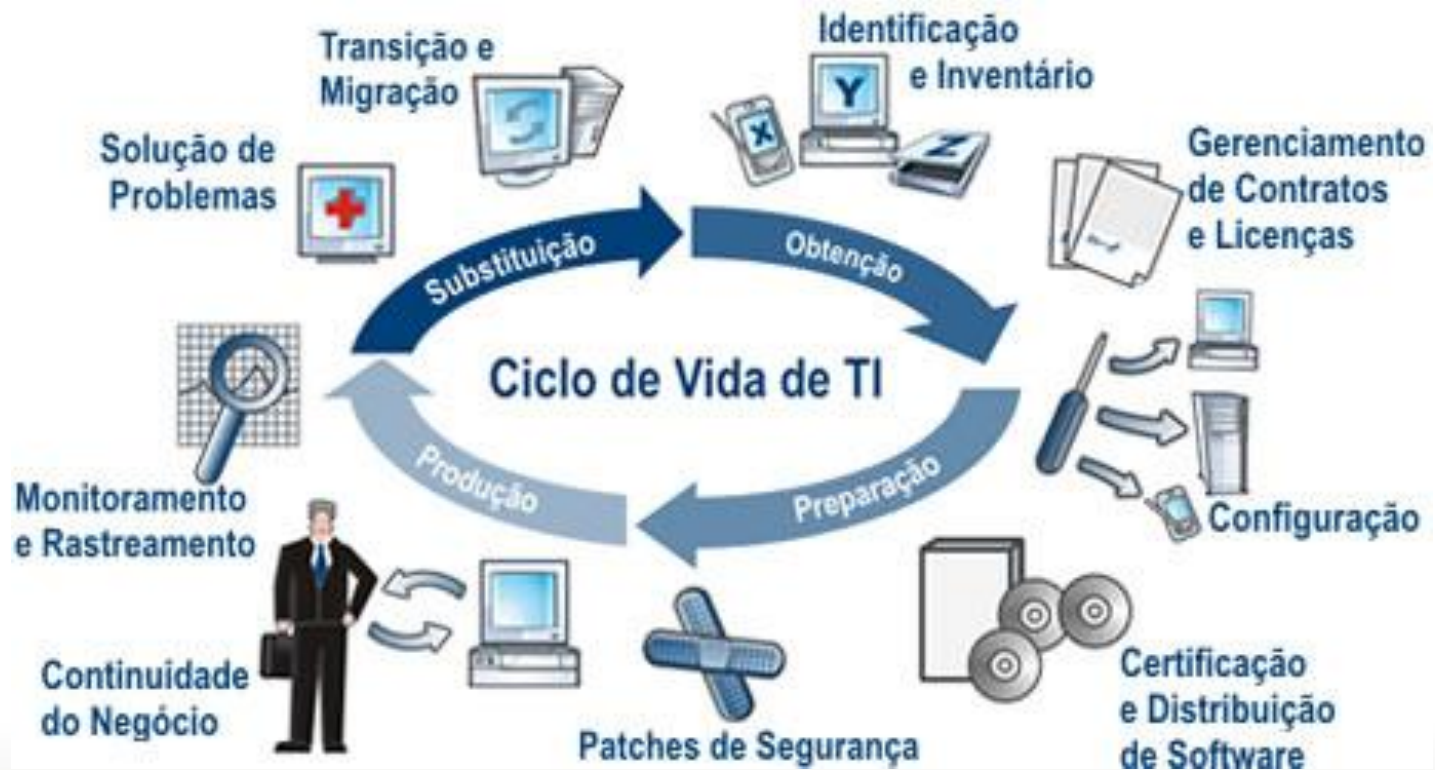 Transição e
Migração
Identificação
e Inventário
Y
X
Z
Solução de
Problemas
Gerenciamento
de Contratos
e Licenças
Substituição
Obtenção
Ciclo de Vida de TI
Produção
Preparação
Monitoramento
e Rastreamento
Configuração
Continuidade
do Negócio
Patches de Segurança
Certificação
e Distribuição
de Software